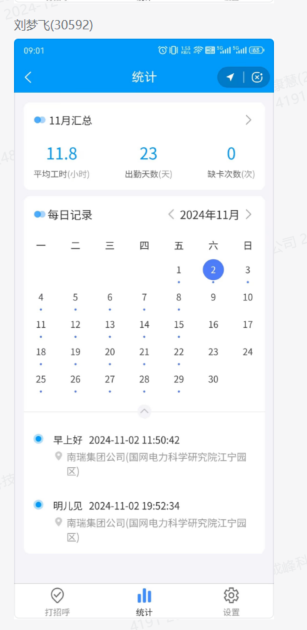 刘梦飞(30592)
09:01
统计
11月汇总
11.8 23 0
平均工时(小时) 出勤天数(天) 缺卡次数(次)
每日记录 2024年11月
一 二 三 四 五 六 日
1 2 3
4 5 6 7 8 9 10
11 12 13 14 15 16 17
18 19 20 21 22 23 24
25 26 27 28 29 30
早上好 2024-11-02 11:50:42
南瑞集团公司(国网电力科学研究院江宁园
区)
明儿见 2024-11-02 19:52:34
南瑞集团公司(国网电力科学研究院江宁园
区)
打招呼 统计 设置